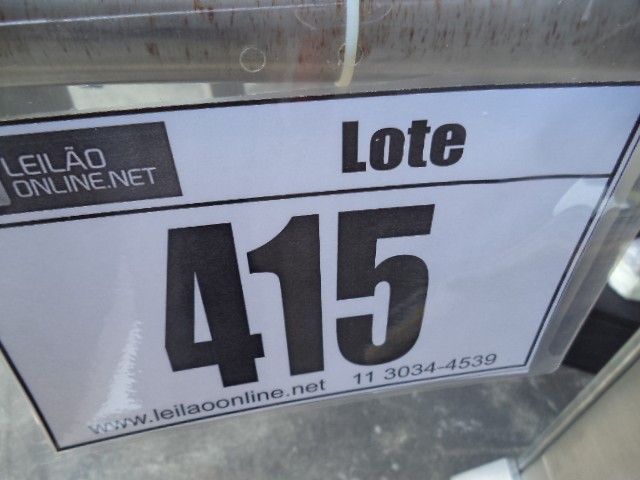 LEILÃO
ONLINE.NET
Lote
415
www.leilaoonline.net 11 3034-4539